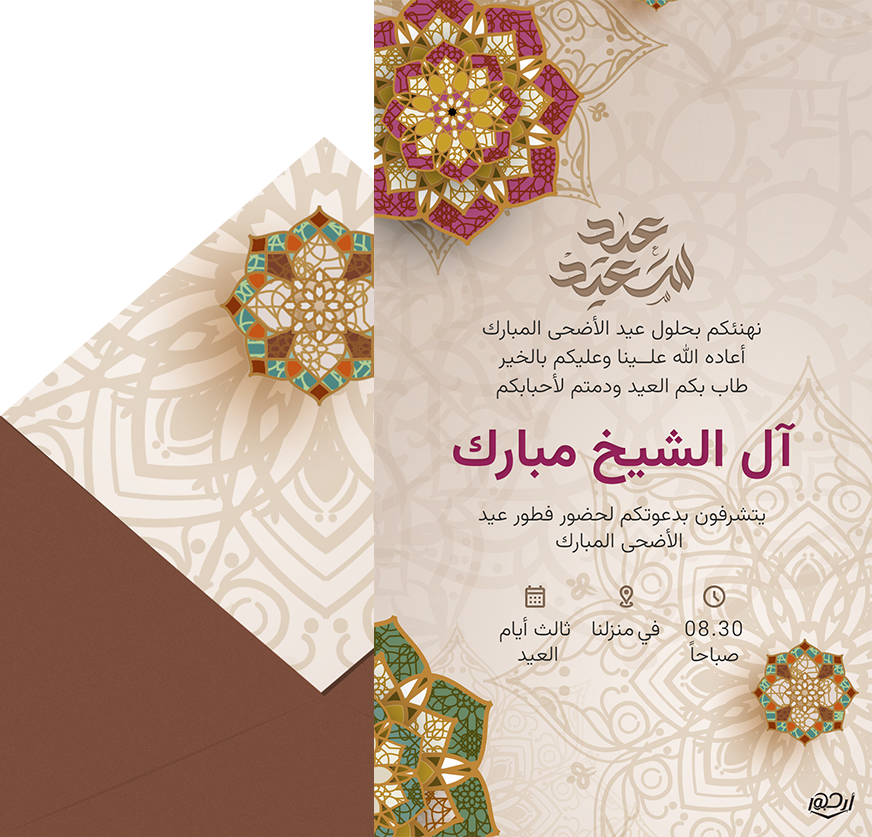 عيد
سعيد
نهنئكم بحلول عيد الأضحى المبارك
أعاده الله علــينا وعليكم بالخير
طاب بكم العيد ودمتم لأحبابكم
آل الشيخ مبارك
يتشرفون بدعوتكم لحضور فطور عيد
الأضحى المبارك
08.30
صباحاً
في منزلنا
ثالث أيام
العيد